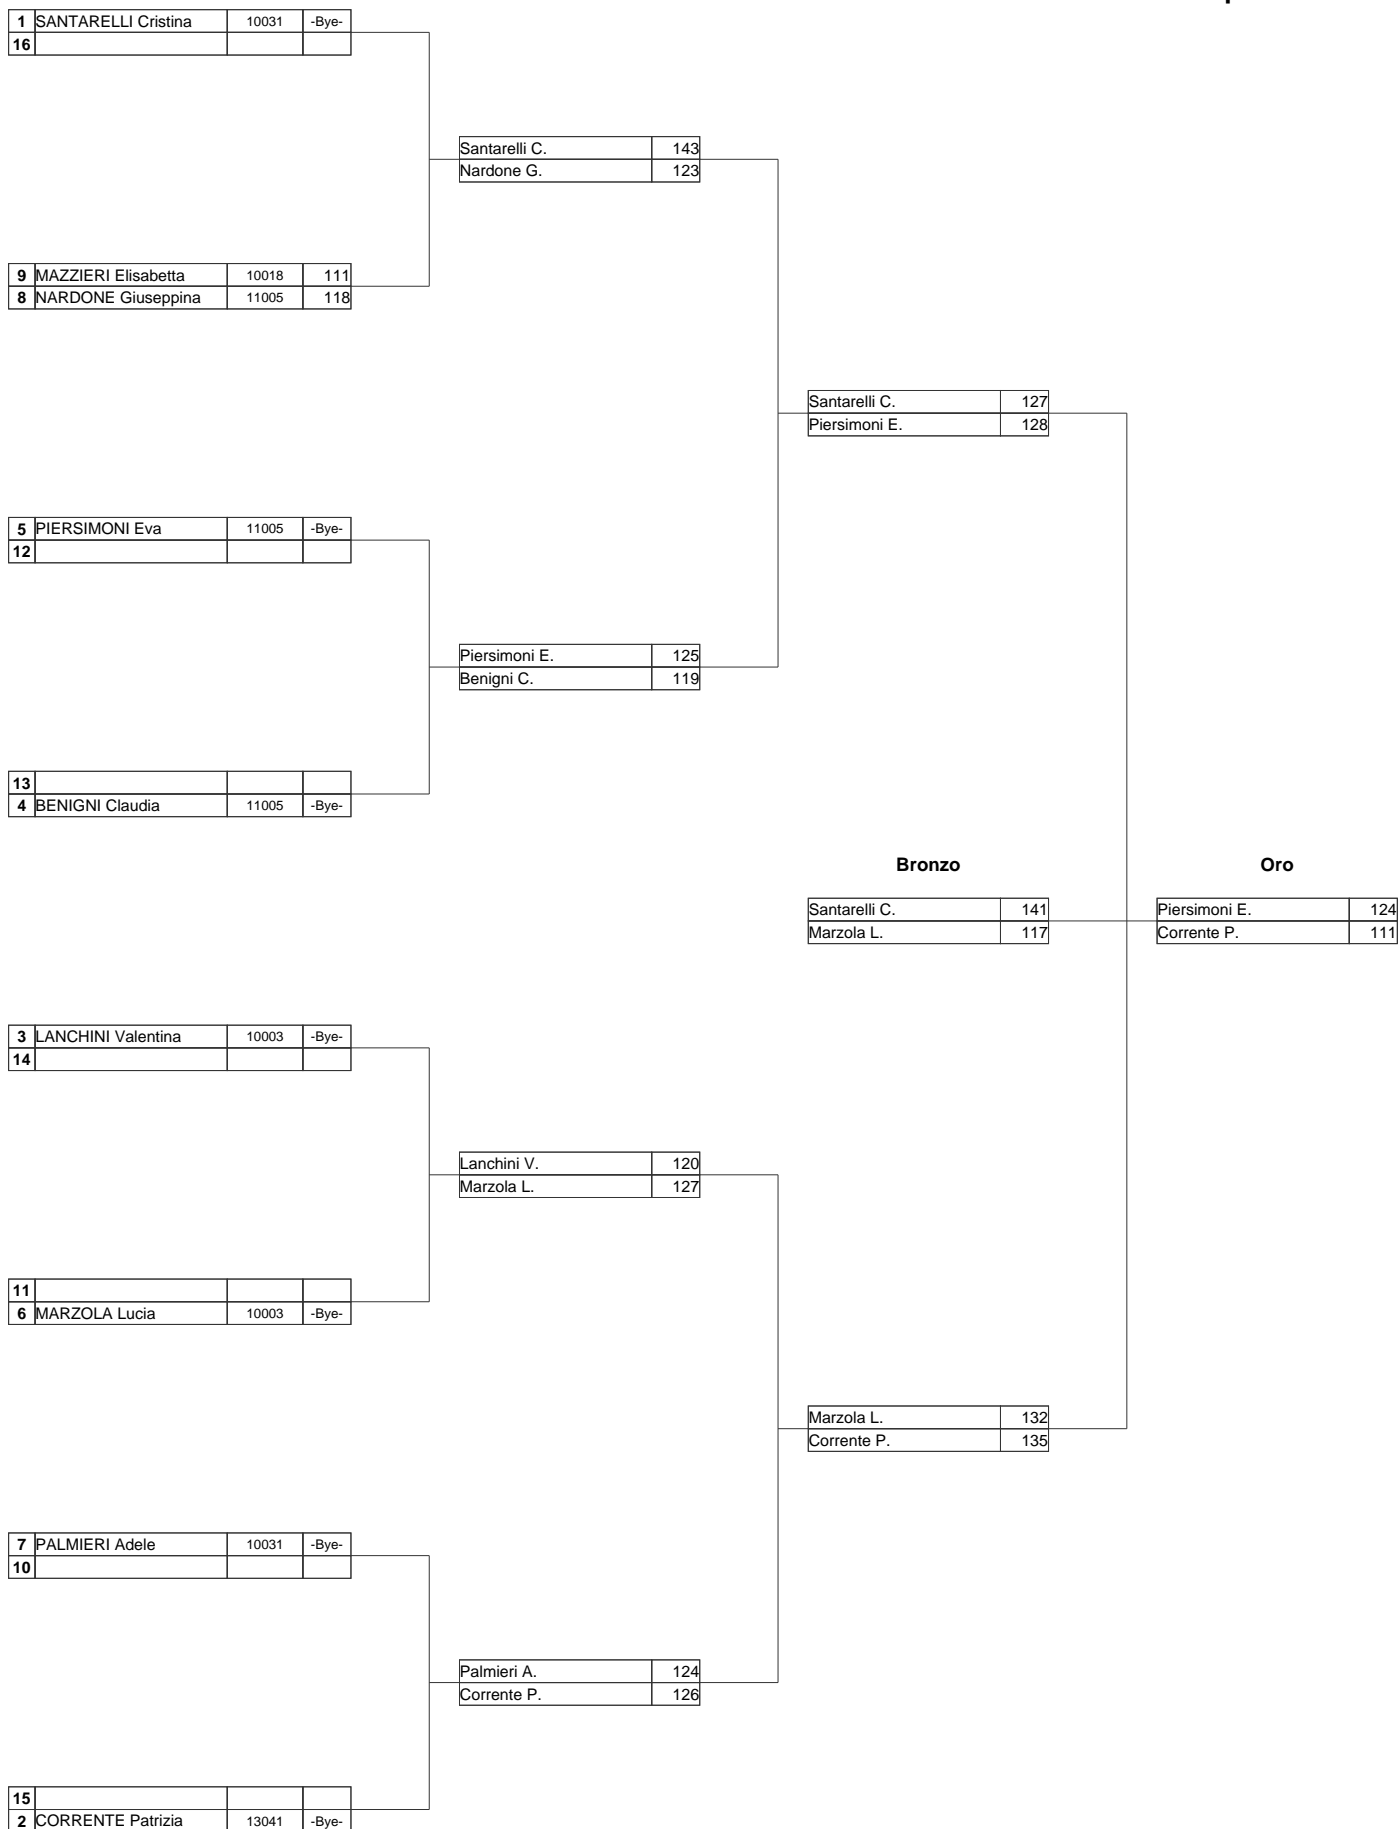 1 SANTARELLI Cristina 10031 -Bye-
16
Santarelli C. 143
Nardone G. 123
9 MAZZIERI Elisabetta 10018 111
8 NARDONE Giuseppina 11005 118
Santarelli C. 127
Piersimoni E. 128
5 PIERSIMONI Eva 11005 -Bye-
12
Piersimoni E. 125
Benigni C. 119
13
4 BENIGNI Claudia 11005 -Bye-
Bronzo Oro
Santarelli C. 141 Piersimoni E. 124
Marzola L. 117 Corrente P. 111
3 LANCHINI Valentina 10003 -Bye-
14
Lanchini V. 120
Marzola L. 127
11
6 MARZOLA Lucia 10003 -Bye-
Marzola L. 132
Corrente P. 135
7 PALMIERI Adele 10031 -Bye-
10
Palmieri A. 124
Corrente P. 126
15
2 CORRENTE Patrizia 13041 -Bye-